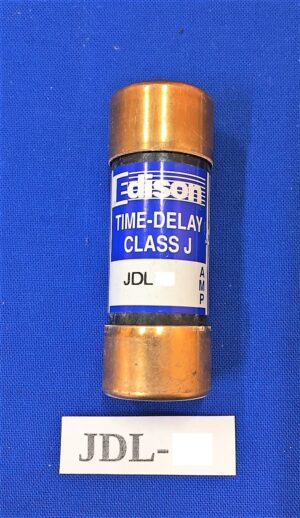 Edison
TIME-DELAY
CLASS J
JDL
AMP
JDL-